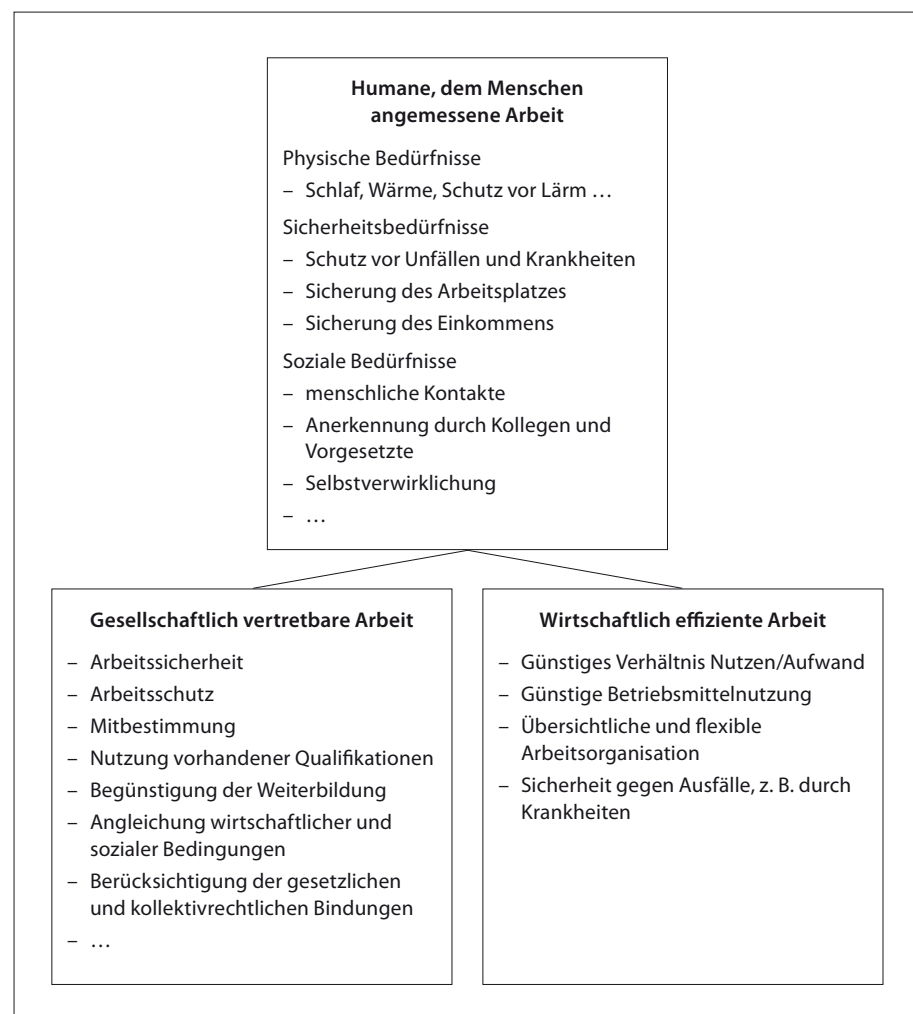 Humane, dem Menschen
angemessene Arbeit
Physische Bedürfnisse
– Schlaf, Wärme, Schutz vor Lärm …
Sicherheitsbedürfnisse
– Schutz vor Unfällen und Krankheiten
– Sicherung des Arbeitsplatzes
– Sicherung des Einkommens
Soziale Bedürfnisse
– menschliche Kontakte
– Anerkennung durch Kollegen und
Vorgesetzte
– Selbstverwirklichung
– …
Gesellschaftlich vertretbare Arbeit
– Arbeitssicherheit
– Arbeitsschutz
– Mitbestimmung
– Nutzung vorhandener Qualifikationen
– Begünstigung der Weiterbildung
– Angleichung wirtschaftlicher und
sozialer Bedingungen
– Berücksichtigung der gesetzlichen
und kollektivrechtlichen Bindungen
– …
Wirtschaftlich effiziente Arbeit
– Günstiges Verhältnis Nutzen/Aufwand
– Günstige Betriebsmittelnutzung
– Übersichtliche und flexible
Arbeitsorganisation
– Sicherheit gegen Ausfälle, z. B. durch
Krankheiten